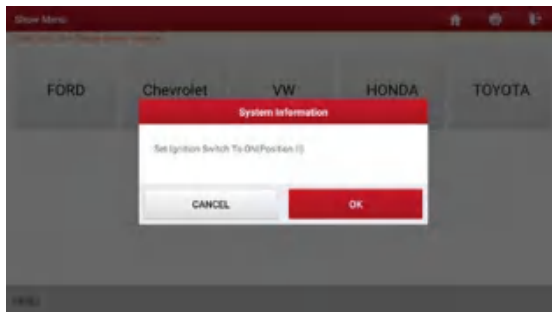 Show Menu
FORD Chevrolet VW HONDA TOYOTA
System Information
Set Ignition Switch To On(Position II)
CANCEL OK